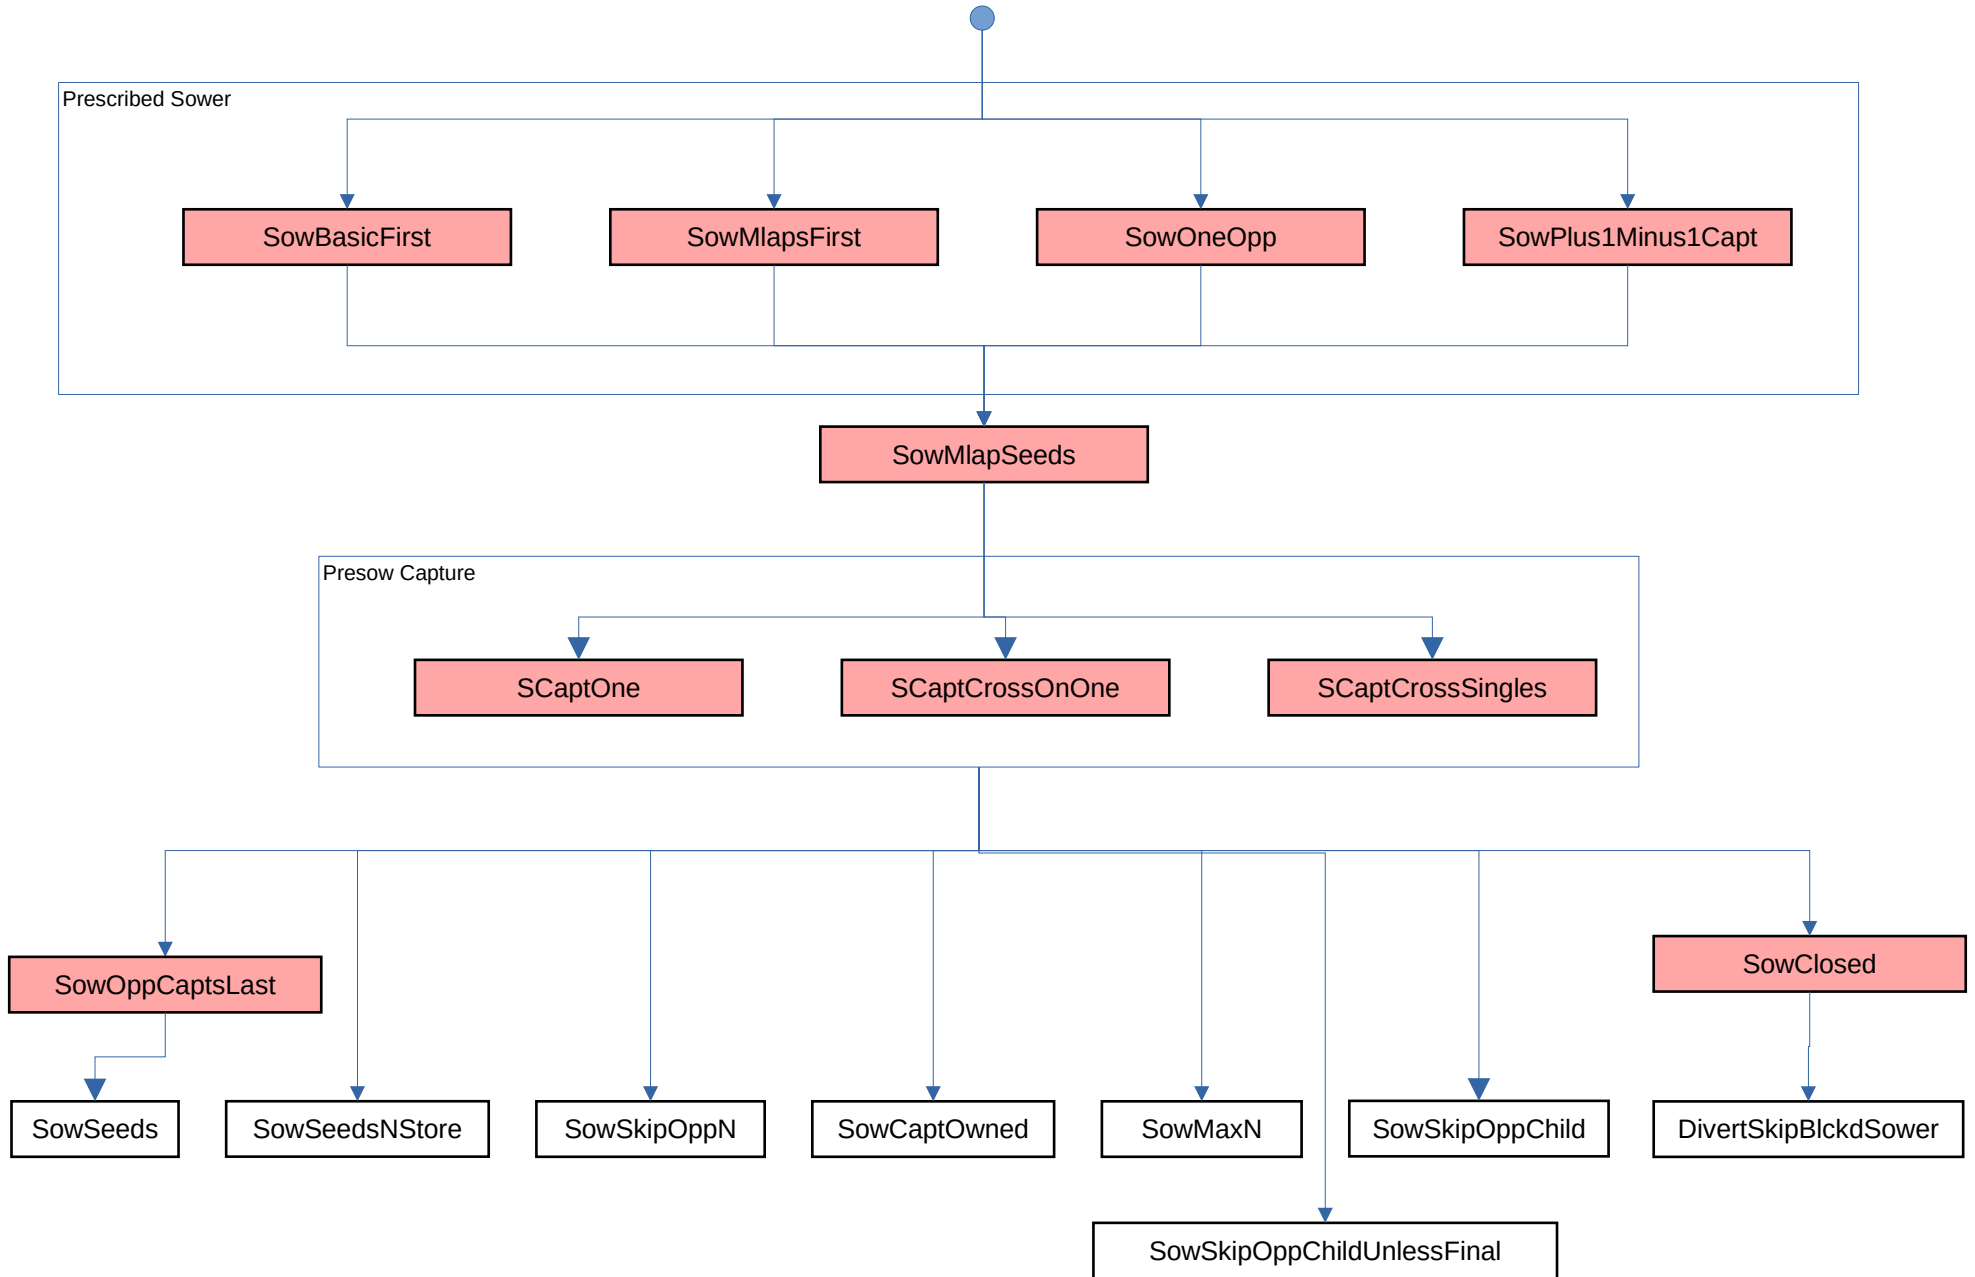 Prescribed Sower
SowBasicFirst
SowMlapsFirst
SowOneOpp
SowPlus1Minus1Capt
SowMlapSeeds
Presow Capture
SCaptOne
SCaptCrossOnOne
SCaptCrossSingles
SowOppCaptsLast
SowClosed
SowSeeds
SowSeedsNStore
SowSkipOppN
SowCaptOwned
SowMaxN
SowSkipOppChild
DivertSkipBlckdSower
SowSkipOppChildUnlessFinal